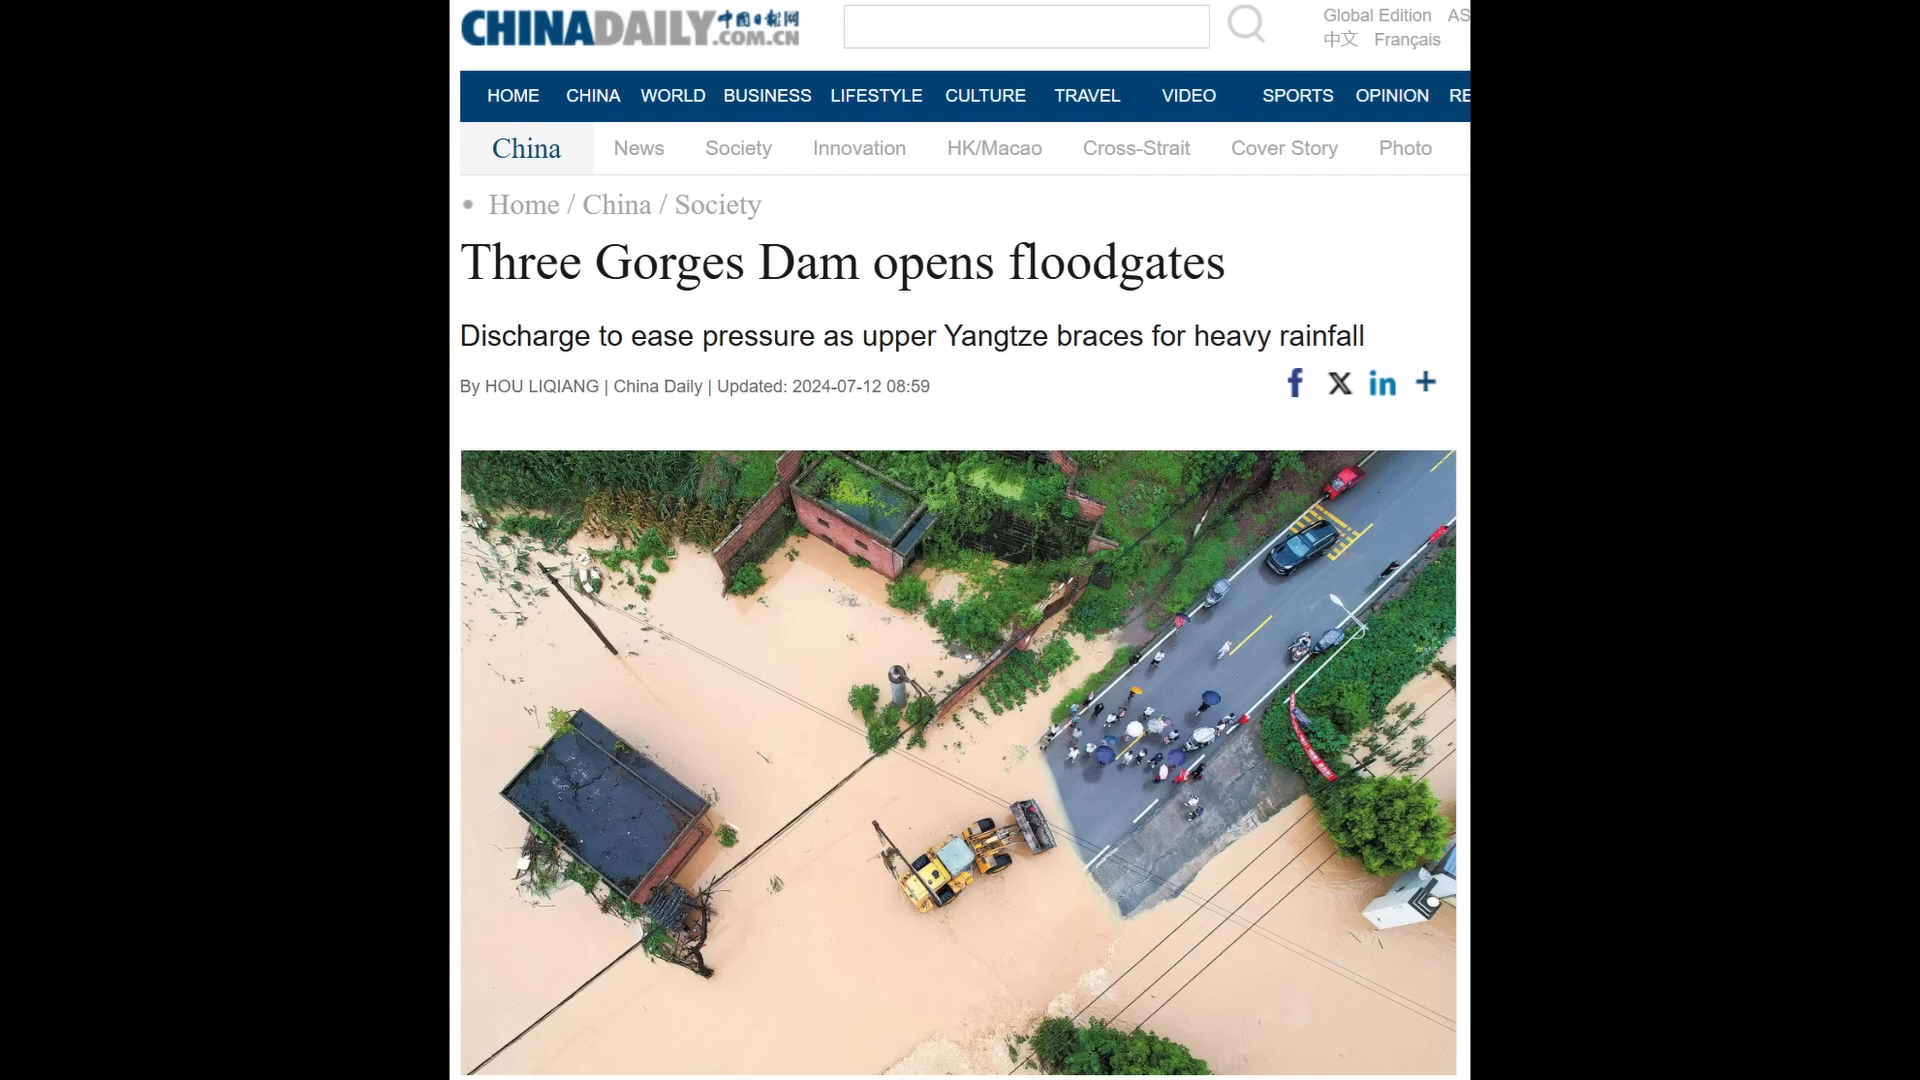 CHINADAILY.COM.CN 中国日报网
Global Edition AS
中文 Français
HOME CHINA WORLD BUSINESS LIFESTYLE CULTURE TRAVEL VIDEO SPORTS OPINION RE
China News Society Innovation HK/Macao Cross-Strait Cover Story Photo
• Home / China / Society
Three Gorges Dam opens floodgates
Discharge to ease pressure as upper Yangtze braces for heavy rainfall
By HOU LIQIANG | China Daily | Updated: 2024-07-12 08:59
f X in +